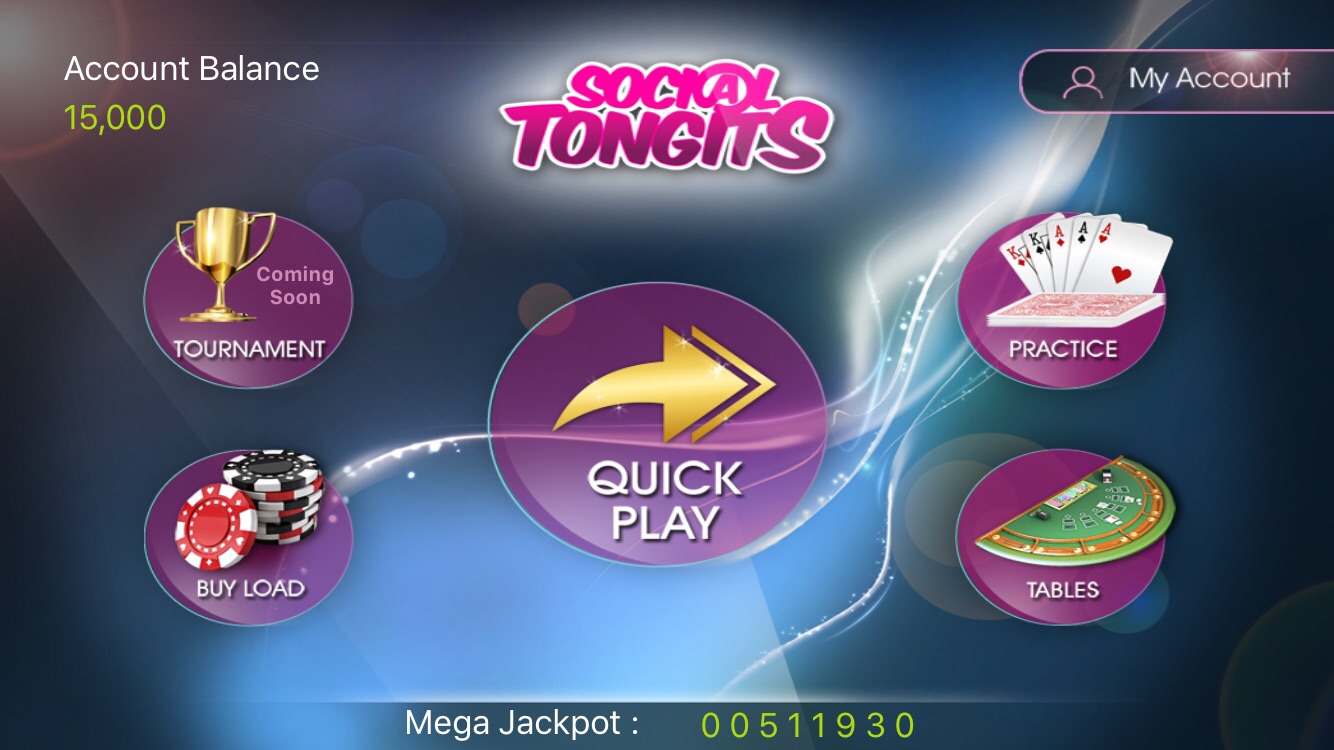 Account Balance
15,000
SOCIAL
TONGITS
My Account
Coming
Soon
TOURNAMENT
K K A A A
PRACTICE
QUICK
PLAY
BUY LOAD
TABLES
Mega Jackpot : 00511930